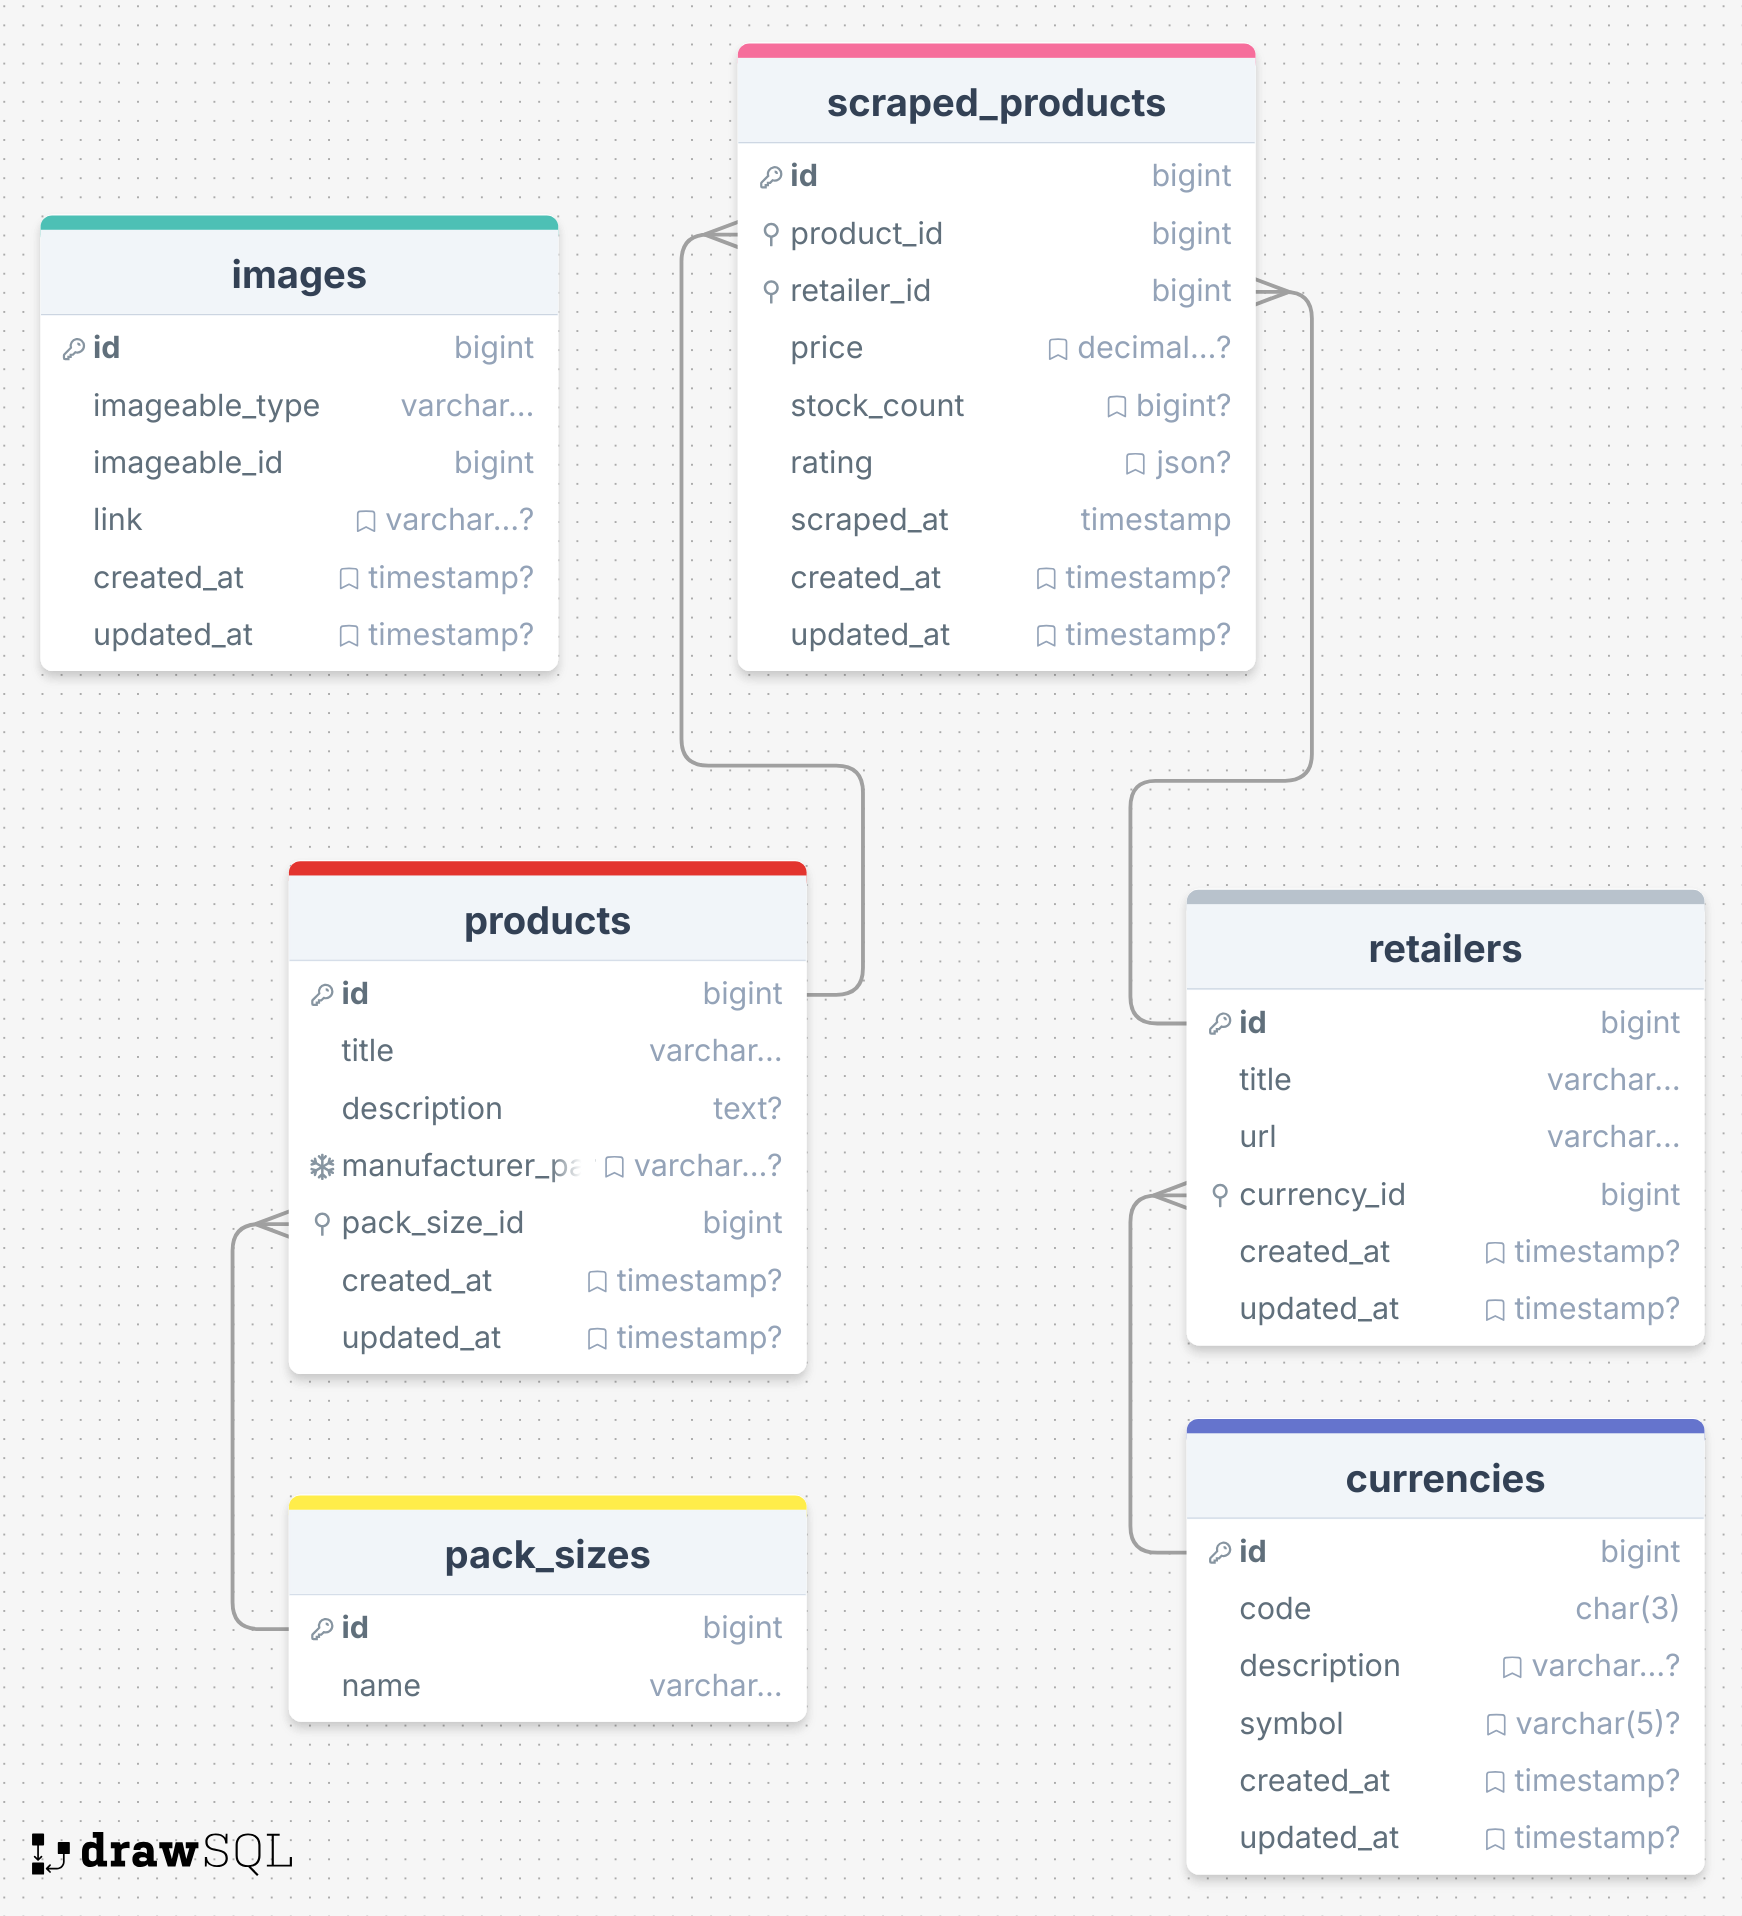 scraped_products
id bigint
product_id bigint
retailer_id bigint
price decimal...?
stock_count bigint?
rating json?
scraped_at timestamp
created_at timestamp?
updated_at timestamp?
images
id bigint
imageable_type varchar...
imageable_id bigint
link varchar...?
created_at timestamp?
updated_at timestamp?
products
id bigint
title varchar...
description text?
manufacturer_pa varchar...?
pack_size_id bigint
created_at timestamp?
updated_at timestamp?
retailers
id bigint
title varchar...
url varchar...
currency_id bigint
created_at timestamp?
updated_at timestamp?
pack_sizes
id bigint
name varchar...
currencies
id bigint
code char(3)
description varchar...?
symbol varchar(5)?
created_at timestamp?
updated_at timestamp?
drawSQL